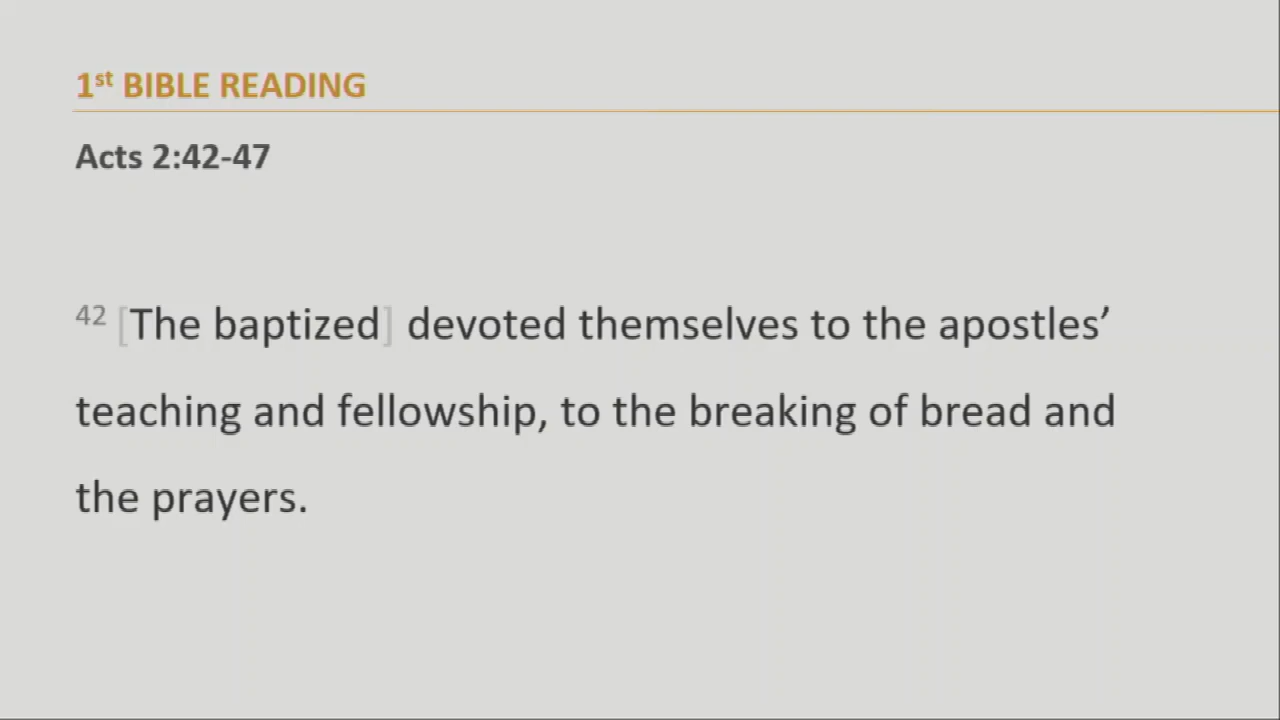 1st BIBLE READING
Acts 2:42-47
42 [The baptized] devoted themselves to the apostles’
teaching and fellowship, to the breaking of bread and
the prayers.